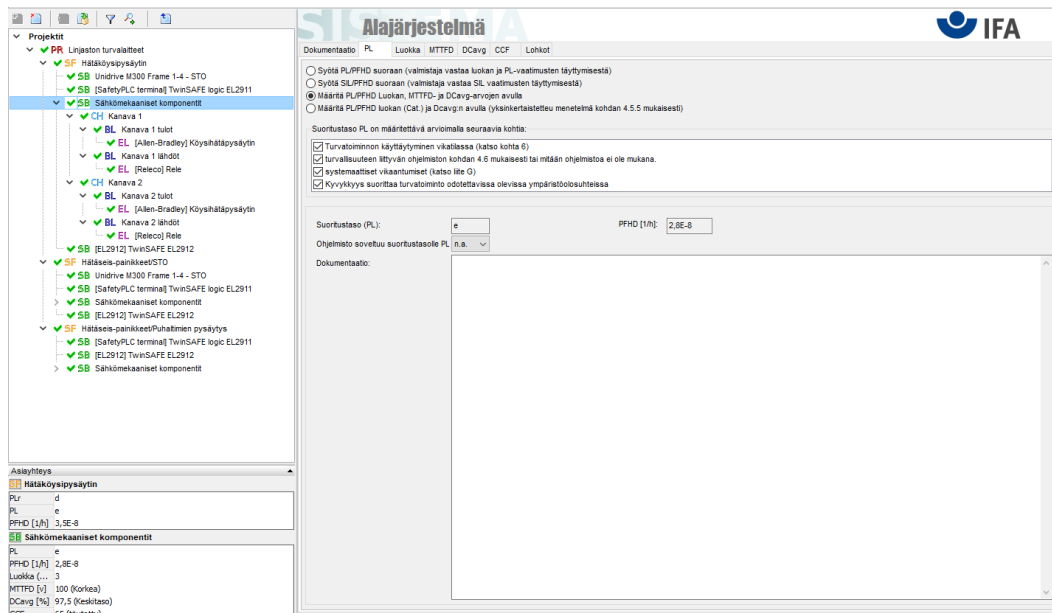 SISTEMA
Alajärjestelmä
IFA
Projektit
PR Linjaston turvalaitteet
SF Hätäköysipysäytin
SB Unidrive M300 Frame 1-4 - STO
SB [SafetyPLC terminal] TwinSAFE logic EL2911
SB Sähkömekaaniset komponentit
CH Kanava 1
BL Kanava 1 tulot
EL [Allen-Bradley] Köysihätäpysäytin
BL Kanava 1 lähdöt
EL [Releco] Rele
CH Kanava 2
BL Kanava 2 tulot
EL [Allen-Bradley] Köysihätäpysäytin
BL Kanava 2 lähdöt
EL [Releco] Rele
SB [EL2912] TwinSAFE EL2912
SF Hätäseis-painikkeet/STO
SB Unidrive M300 Frame 1-4 - STO
SB [SafetyPLC terminal] TwinSAFE logic EL2911
SB Sähkömekaaniset komponentit
SB [EL2912] TwinSAFE EL2912
SF Hätäseis-painikkeet/Puhaltimien pysäytys
SB [SafetyPLC terminal] TwinSAFE logic EL2911
SB [EL2912] TwinSAFE EL2912
SB Sähkömekaaniset komponentit
Asiayhteys
SF Hätäköysipysäytin
PLr d
PL e
PFHD [1/h] 3,5E-8
SB Sähkömekaaniset komponentit
PL e
PFHD [1/h] 2,8E-8
Luokka (... 3
MTTFD [v] 100 (Korkea)
DCavg [%] 97,5 (Keskitaso)
Dokumentaatio PL Luokka MTTFD DCavg CCF Lohkot
Syötä PL/PFHD suoraan (valmistaja vastaa luokan ja PL-vaatimusten täyttymisestä)
Syötä SIL/PFHD suoraan (valmistaja vastaa SIL vaatimusten täyttymisestä)
Määritä PL/PFHD Luokan, MTTFD- ja DCavg-arvojen avulla
Määritä PL/PFHD luokan (Cat.) ja Dcavg:n avulla (yksinkertaistettu menetelmä kohdan 4.5.5 mukaisesti)
Suoritustaso PL on määritettävä arvioimalla seuraavia kohtia:
Turvatoiminnon käyttäytyminen vikatilassa (katso kohta 6)
turvallisuuteen liittyvän ohjelmiston kohdan 4.6 mukaisesti tai mitään ohjelmistoa ei ole mukana.
systemaattiset vikaantumiset (katso liite G)
Kyvykkyys suorittaa turvatoiminto odotettavissa olevissa ympäristöolosuhteissa
Suoritustaso (PL): e PFHD [1/h]: 2,8E-8
Ohjelmisto soveltuu suoritustasolle PL n.a.
Dokumentaatio: